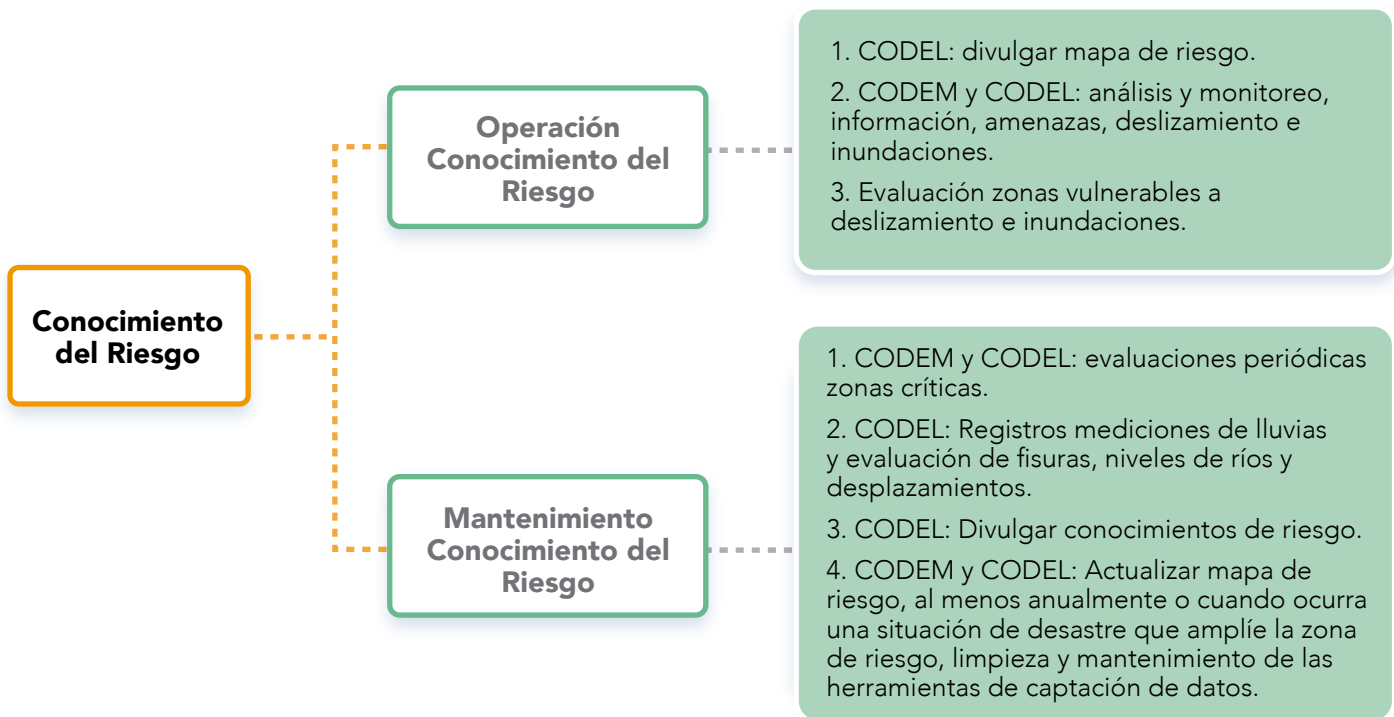 Conocimiento
del Riesgo
Operación
Conocimiento del
Riesgo
1. CODEL: divulgar mapa de riesgo.
2. CODEM y CODEL: análisis y monitoreo,
información, amenazas, deslizamiento e
inundaciones.
3. Evaluación zonas vulnerables a
deslizamiento e inundaciones.
Mantenimiento
Conocimiento del
Riesgo
1. CODEM y CODEL: evaluaciones periódicas
zonas críticas.
2. CODEL: Registros mediciones de lluvias
y evaluación de fisuras, niveles de ríos y
desplazamientos.
3. CODEL: Divulgar conocimientos de riesgo.
4. CODEM y CODEL: Actualizar mapa de
riesgo, al menos anualmente o cuando ocurra
una situación de desastre que amplíe la zona
de riesgo, limpieza y mantenimiento de las
herramientas de captación de datos.